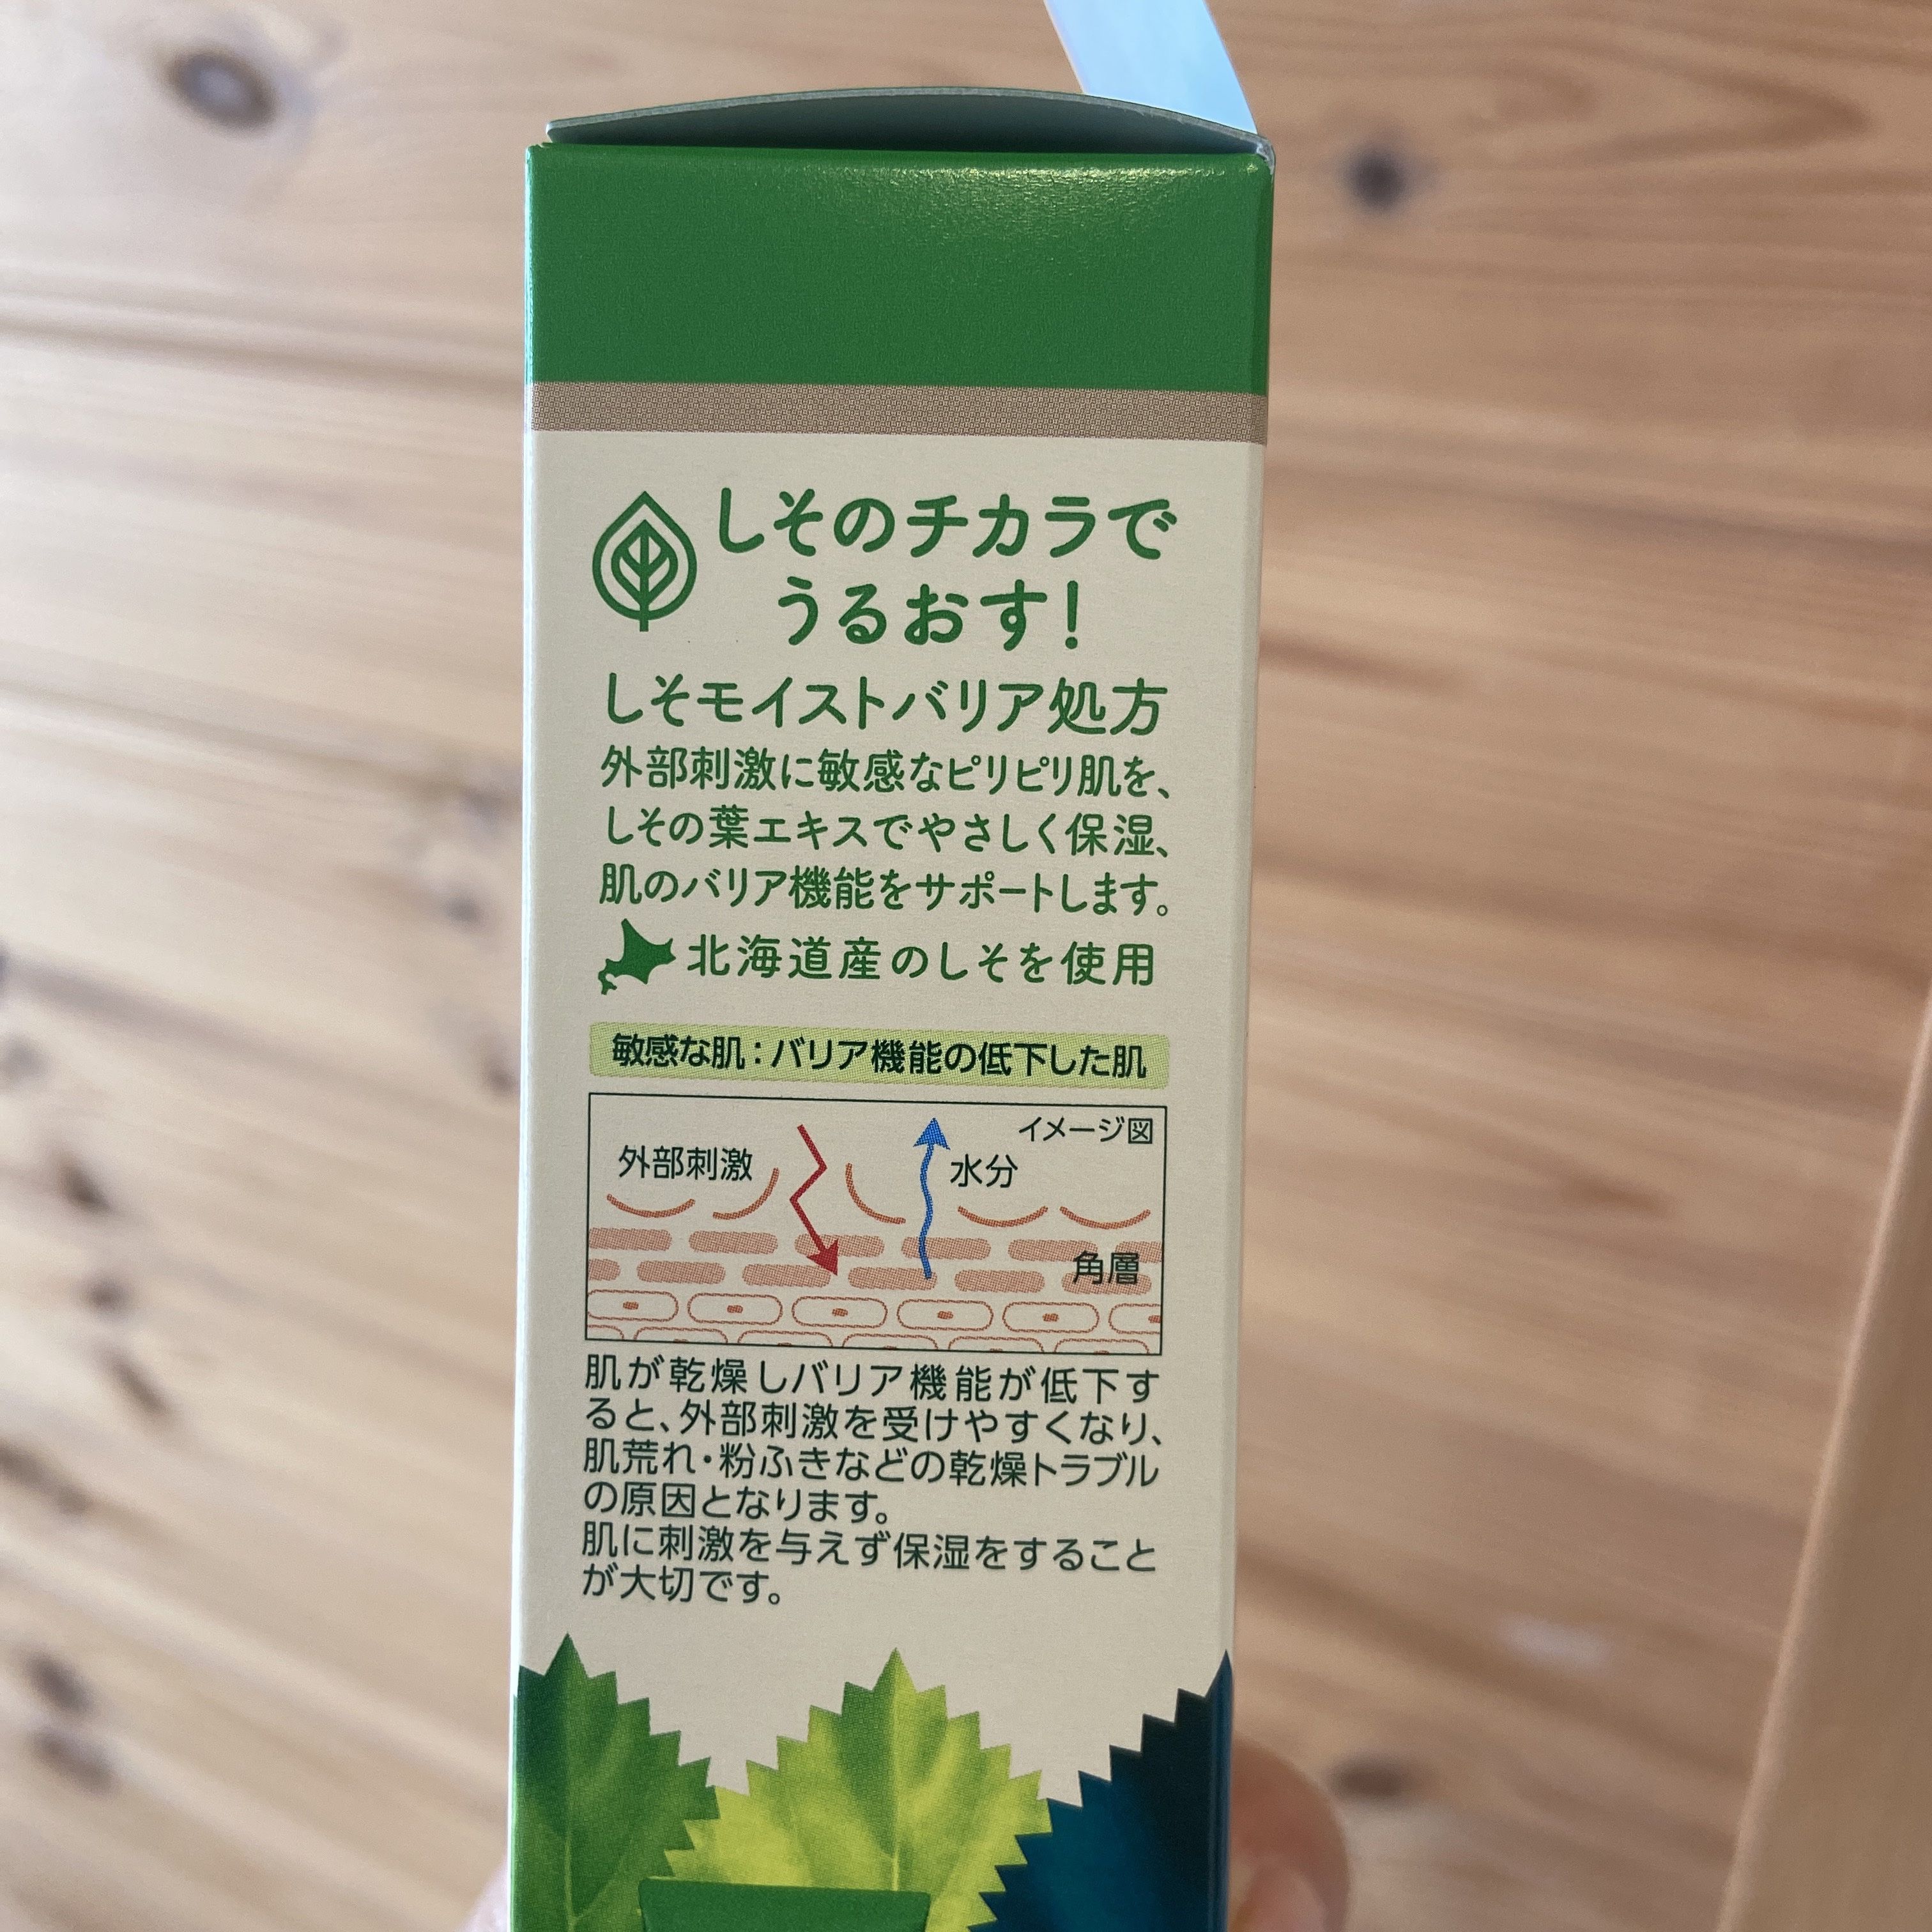 しそのチカラで
うるおす!
しそモイストバリア処方
外部刺激に敏感なピリピリ肌を、
しその葉エキスでやさしく保湿、
肌のバリア機能をサポートします。
北海道産のしそを使用
敏感な肌:バリア機能の低下した肌
イメージ図
外部刺激
水分
角層
肌が乾燥しバリア機能が低下す
ると、外部刺激を受けやすくなり、
肌荒れ・粉ふきなどの乾燥トラブル
の原因となります。
肌に刺激を与えず保湿をすること
が大切です。